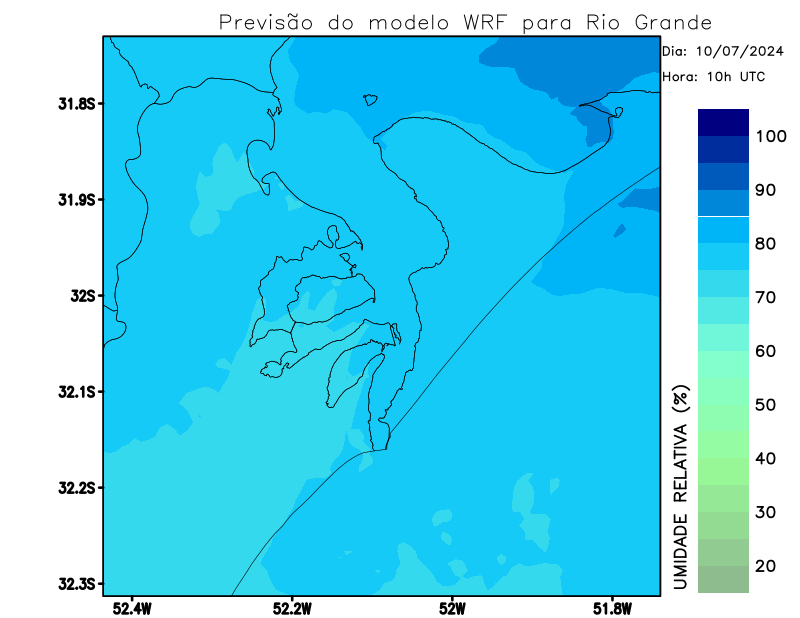 Previsão do modelo WRF para Rio Grande
Dia: 10/07/2024
Hora: 10h UTC
31.8S
31.9S
32S
32.1S
32.2S
32.3S
52.4W
52.2W
52W
51.8W
100
90
80
70
60
50
40
30
20
UMIDADE RELATIVA (%)